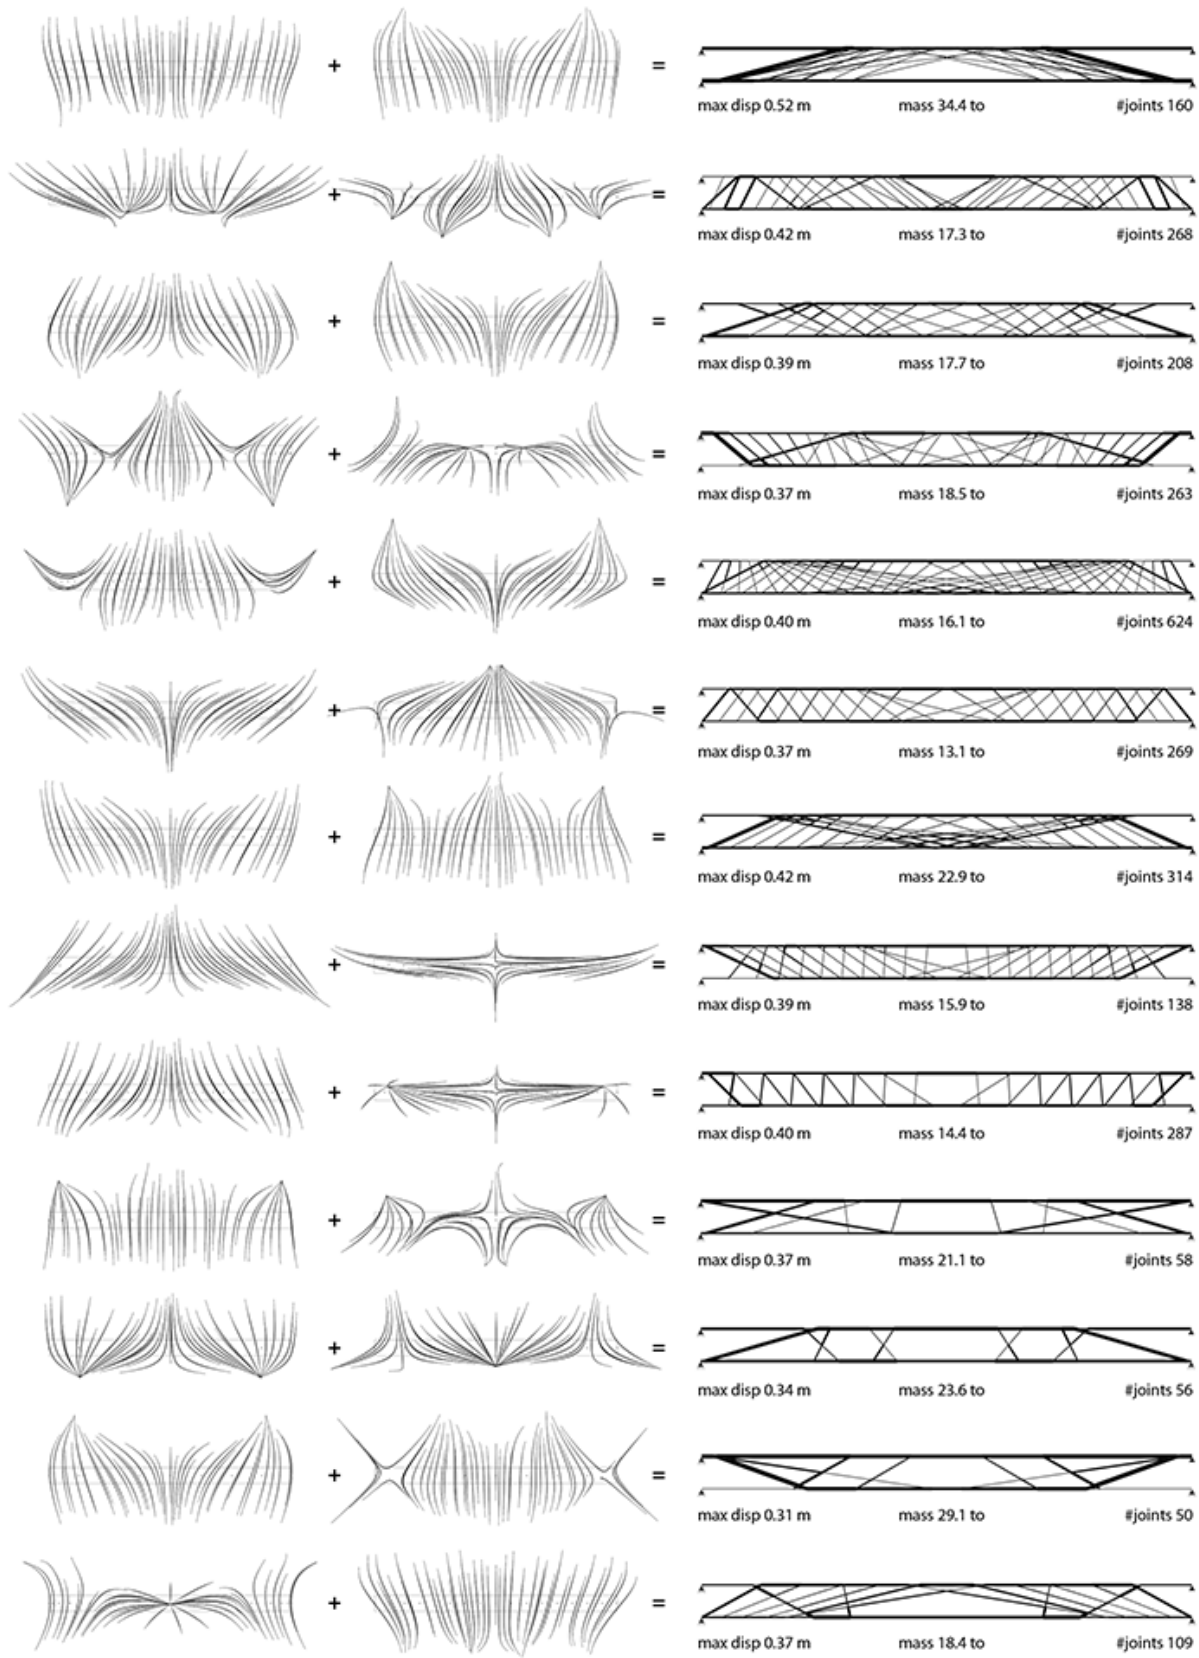 + = max disp 0.52 m mass 34.4 to #joints 160
+ = max disp 0.42 m mass 17.3 to #joints 268
+ = max disp 0.39 m mass 17.7 to #joints 208
+ = max disp 0.37 m mass 18.5 to #joints 263
+ = max disp 0.40 m mass 16.1 to #joints 624
+ = max disp 0.37 m mass 13.1 to #joints 269
+ = max disp 0.42 m mass 22.9 to #joints 314
+ = max disp 0.39 m mass 15.9 to #joints 138
+ = max disp 0.40 m mass 14.4 to #joints 287
+ = max disp 0.37 m mass 21.1 to #joints 58
+ = max disp 0.34 m mass 23.6 to #joints 56
+ = max disp 0.31 m mass 29.1 to #joints 50
+ = max disp 0.37 m mass 18.4 to #joints 109